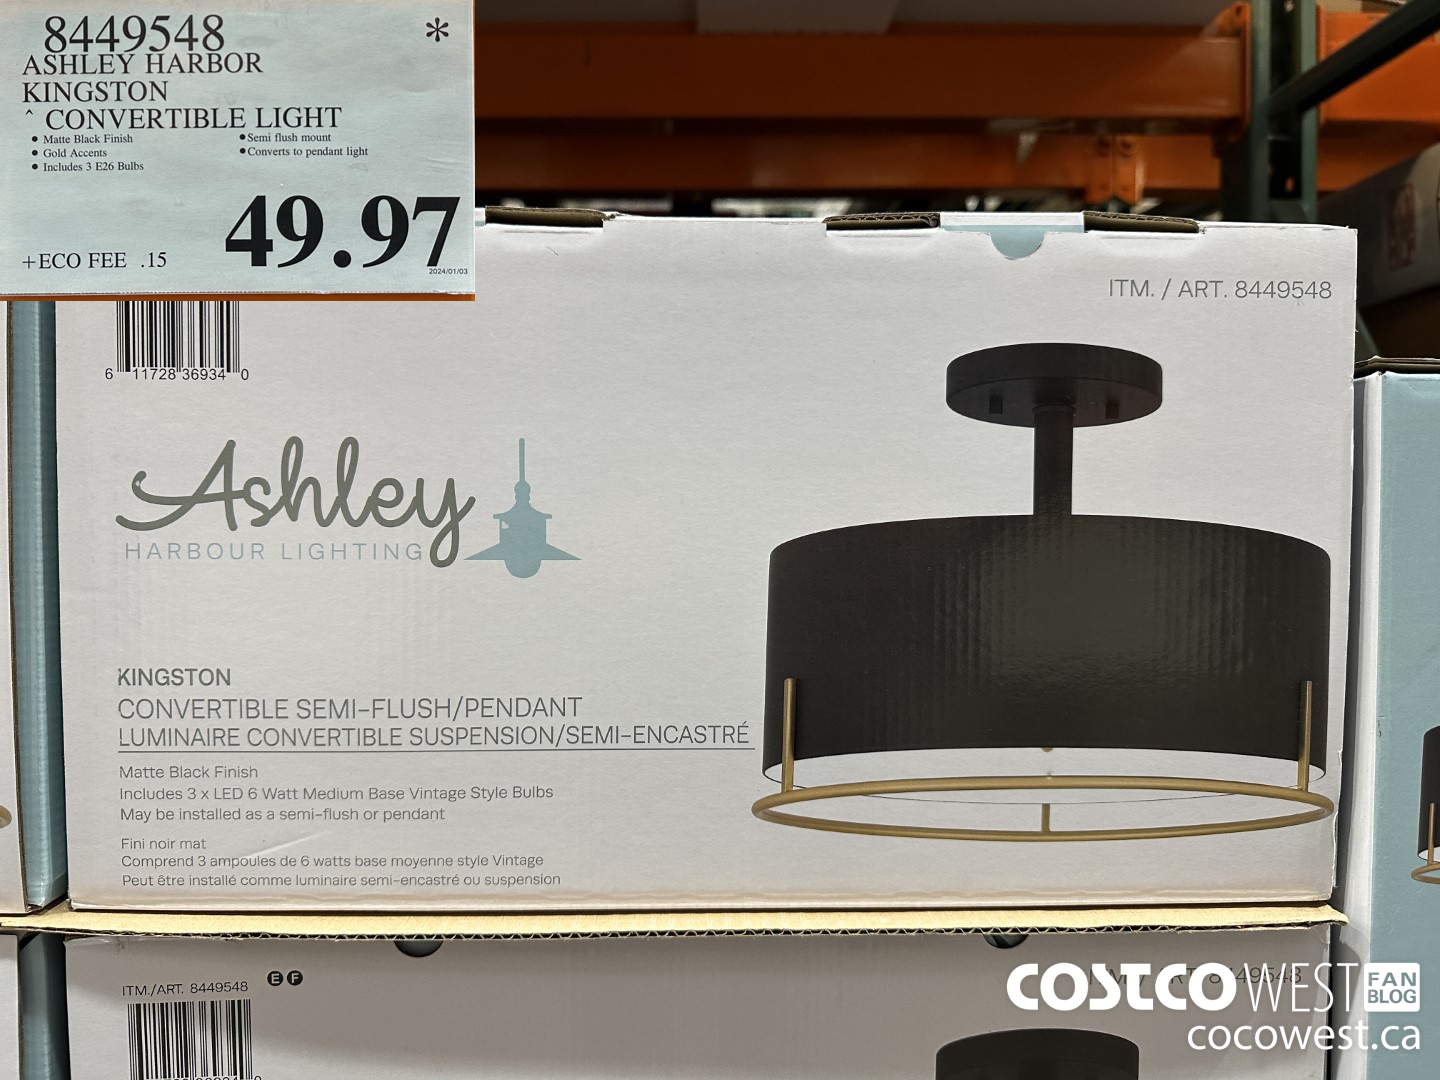 8449548 *
ASHLEY HARBOR
KINGSTON
^ CONVERTIBLE LIGHT
• Matte Black Finish
• Gold Accents
• Includes 3 E26 Bulbs
• Semi flush mount
• Converts to pendant light
49.97
+ECO FEE .15
2024/01/03
ITM. / ART. 8449548
6 11728 36934 0
Ashley
HARBOUR LIGHTING
KINGSTON
CONVERTIBLE SEMI-FLUSH/PENDANT
LUMINAIRE CONVERTIBLE SUSPENSION/SEMI-ENCASTRÉ
Matte Black Finish
Includes 3 x LED 6 Watt Medium Base Vintage Style Bulbs
May be installed as a semi-flush or pendant
Fini noir mat
Comprend 3 ampoules de 6 watts base moyenne style Vintage
Peut être installé comme luminaire semi-encastré ou suspension
ITM./ART. 8449548 E F
COSTCO WEST FAN BLOG
cocowest.ca